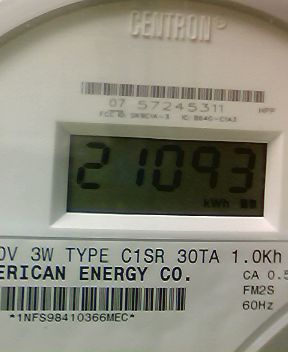 CENTRON®
07 57245311
21093
kWh
0V 3W TYPE C1SR 30TA 1.0Kh
ERICAN ENERGY CO.
CA 0.5
FM2S
60Hz
*1NFS98410366MEC*